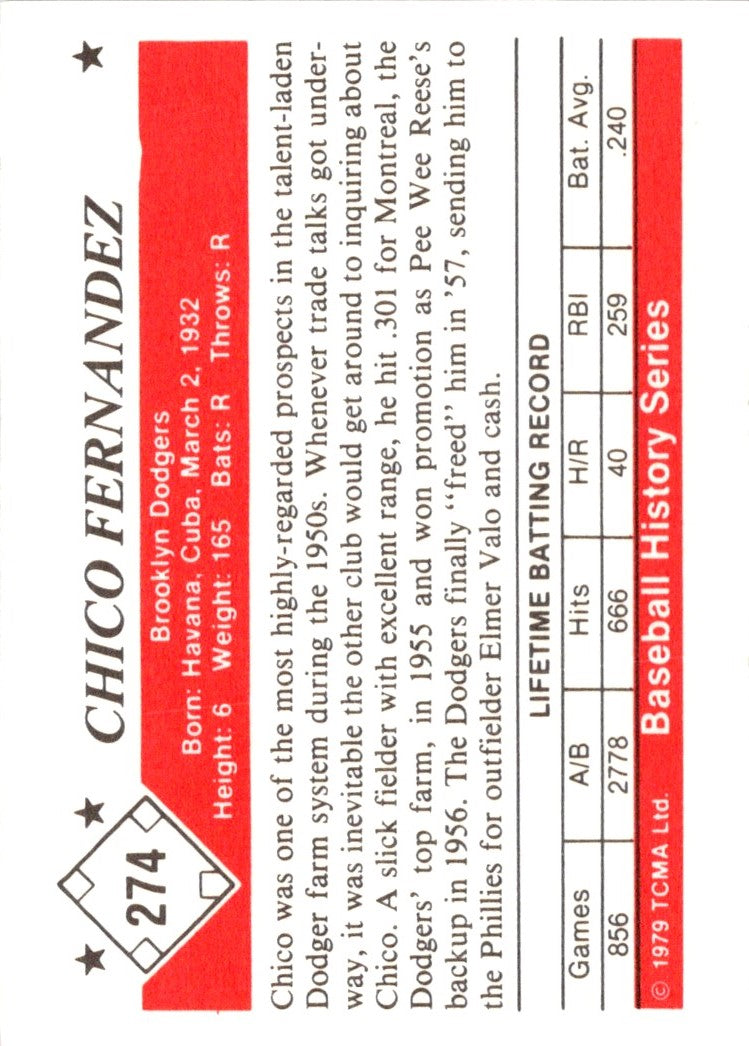 274
CHICO FERNANDEZ
Brooklyn Dodgers
Born: Havana, Cuba, March 2, 1932
Height: 6 Weight: 165 Bats: R Throws: R
Chico was one of the most highly-regarded prospects in the talent-laden
Dodger farm system during the 1950s. Whenever trade talks got under-
way, it was inevitable the other club would get around to inquiring about
Chico. A slick fielder with excellent range, he hit .301 for Montreal, the
Dodgers' top farm, in 1955 and won promotion as Pee Wee Reese's
backup in 1956. The Dodgers finally “freed” him in '57, sending him to
the Phillies for outfielder Elmer Valo and cash.
LIFETIME BATTING RECORD
Games A/B Hits H/R RBI Bat. Avg.
856 2778 666 40 259 .240
© 1979 TCMA Ltd. Baseball History Series